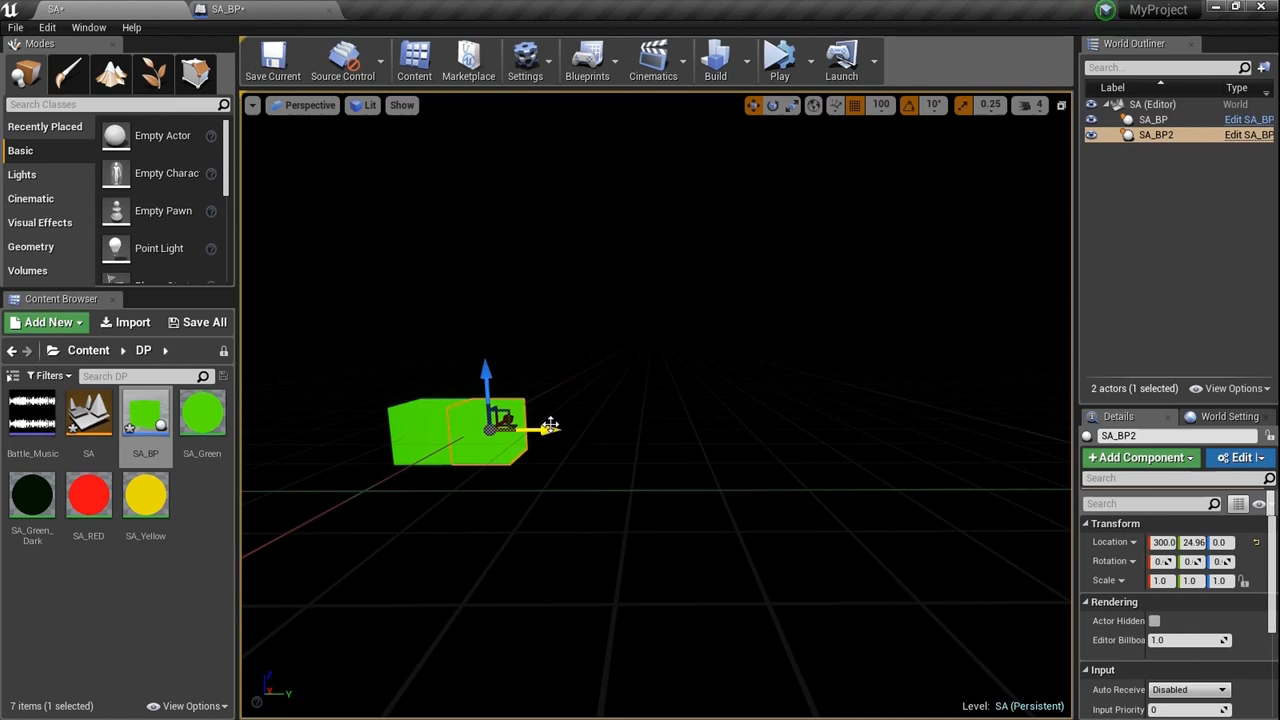 SA* SA_BP* MyProject
File Edit Window Help
Modes
Search Classes
Recently Placed
Basic
Lights
Cinematic
Visual Effects
Geometry
Volumes
Empty Actor
Empty Charac
Empty Pawn
Point Light
Save Current
Source Control
Content
Marketplace
Settings
Blueprints
Cinematics
Build
Play
Launch
Perspective Lit Show
100 10° 0.25 4
Level: SA (Persistent)
Z
X Y
Content Browser
Add New Import Save All
Content DP
Filters Search DP
Battle_Music
SA
SA_BP
SA_Green
SA_Green_
Dark
SA_RED
SA_Yellow
7 items (1 selected) View Options
World Outliner
Search...
Label Type
SA (Editor) World
SA_BP Edit SA_BP
SA_BP2 Edit SA_BP
2 actors (1 selected) View Options
Details World Setting
SA_BP2
Add Component Edit
Search
Search
Transform
Location 300.0 24.96 0.0
Rotation 0. 0. 0.
Scale 1.0 1.0 1.0
Rendering
Actor Hidden
Editor Billboa 1.0
Input
Auto Receive Disabled
Input Priority 0